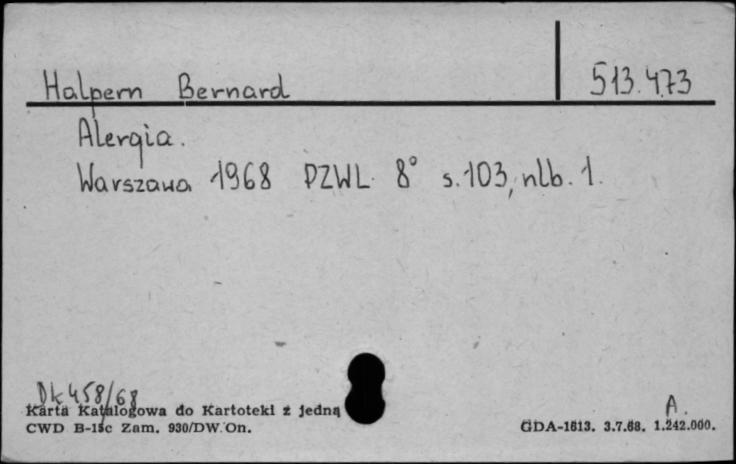 Halpern Bernard 513.473
Alergia.
Warszawa 1968 PZWL 8° s.103, nlb. 1.
Dk 458/68
Karta Katalogowa do Kartoteki z jedną
A.
CWD B-15c Zam. 930/DW. On. GDA-1613. 3.7.68. 1.242.000.